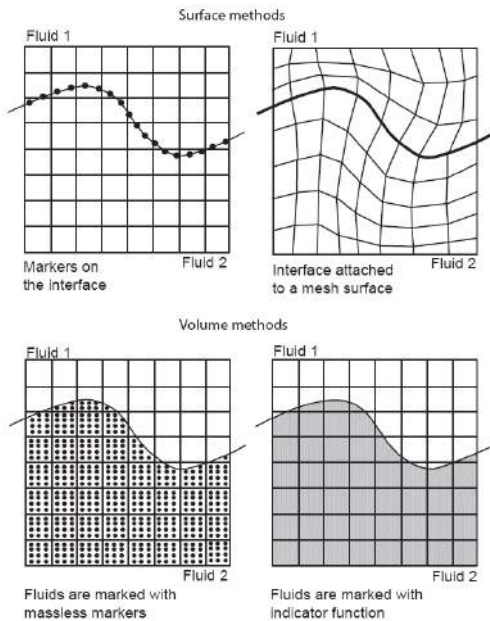 Surface methods
Fluid 1
Fluid 1
Fluid 2
Fluid 2
Markers on
the interface
Interface attached
to a mesh surface
Volume methods
Fluid 1
Fluid 1
Fluid 2
Fluid 2
Fluids are marked with
massless markers
Fluids are marked with
indicator function